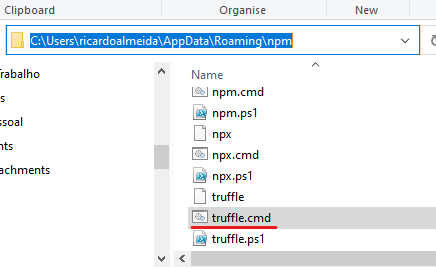 Clipboard
Organise
New
C:\Users\ricardoalmeida\AppData\Roaming\npm
Trabalho
Name
npm.cmd
npm.ps1
npx
npx.cmd
npx.ps1
truffle
truffle.cmd
truffle.ps1